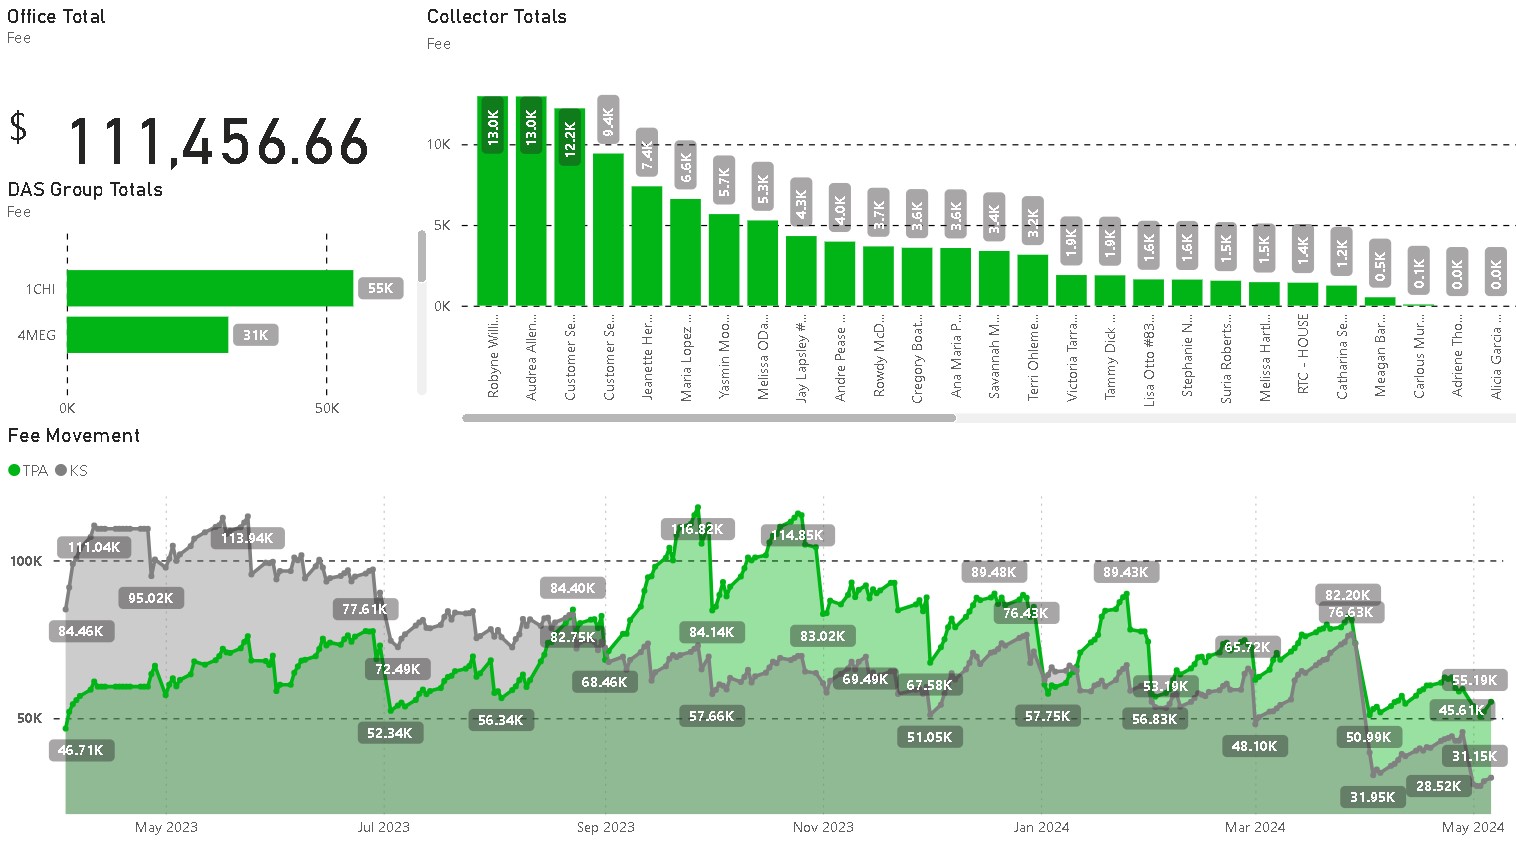 Office Total
Fee
$ 111,456.66
DAS Group Totals
Fee
1CHI 55K
4MEG 31K
0K 50K
Collector Totals
Fee
10K
5K
0K
13.0K 13.0K 12.2K 9.4K 7.4K 6.6K 5.7K 5.3K 4.3K 4.0K 3.7K 3.6K 3.6K 3.4K 3.2K 1.9K 1.9K 1.6K 1.6K 1.5K 1.5K 1.4K 1.2K 0.5K 0.1K 0.0K 0.0K
Robyne Willi...
Audrea Allen...
Customer Se...
Customer Se...
Jeanette Her...
Maria Lopez ...
Yasmin Moo...
Melissa ODa...
Jay Lapsley #...
Andre Pease ...
Rowdy McD...
Cregory Boat...
Ana Maria P...
Savannah M...
Terri Ohleme...
Victoria Tarra...
Tammy Dick ...
Lisa Otto #83...
Stephanie N...
Suria Roberts...
Melissa Hartl...
RTC - HOUSE
Catharina Se...
Meagan Bar...
Carlous Mur...
Adriene Tho...
Alicia Garcia ...
Fee Movement
TPA KS
100K
50K
111.04K
84.46K
46.71K
95.02K
113.94K
77.61K
72.49K
52.34K
56.34K
84.40K
82.75K
68.46K
116.82K
84.14K
57.66K
114.85K
83.02K
69.49K
67.58K
51.05K
89.48K
76.43K
57.75K
89.43K
53.19K
56.83K
65.72K
48.10K
82.20K
76.63K
50.99K
31.95K
55.19K
45.61K
31.15K
28.52K
May 2023 Jul 2023 Sep 2023 Nov 2023 Jan 2024 Mar 2024 May 2024